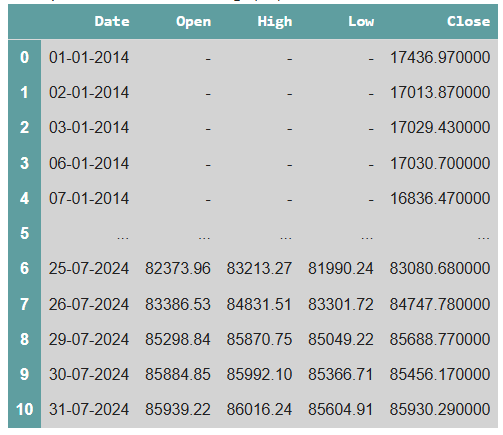 Date Open High Low Close
0 01-01-2014 - - - 17436.970000
1 02-01-2014 - - - 17013.870000
2 03-01-2014 - - - 17029.430000
3 06-01-2014 - - - 17030.700000
4 07-01-2014 - - - 16836.470000
5 ... ... ... ... ...
6 25-07-2024 82373.96 83213.27 81990.24 83080.680000
7 26-07-2024 83386.53 84831.51 83301.72 84747.780000
8 29-07-2024 85298.84 85870.75 85049.22 85688.770000
9 30-07-2024 85884.85 85992.10 85366.71 85456.170000
10 31-07-2024 85939.22 86016.24 85604.91 85930.290000